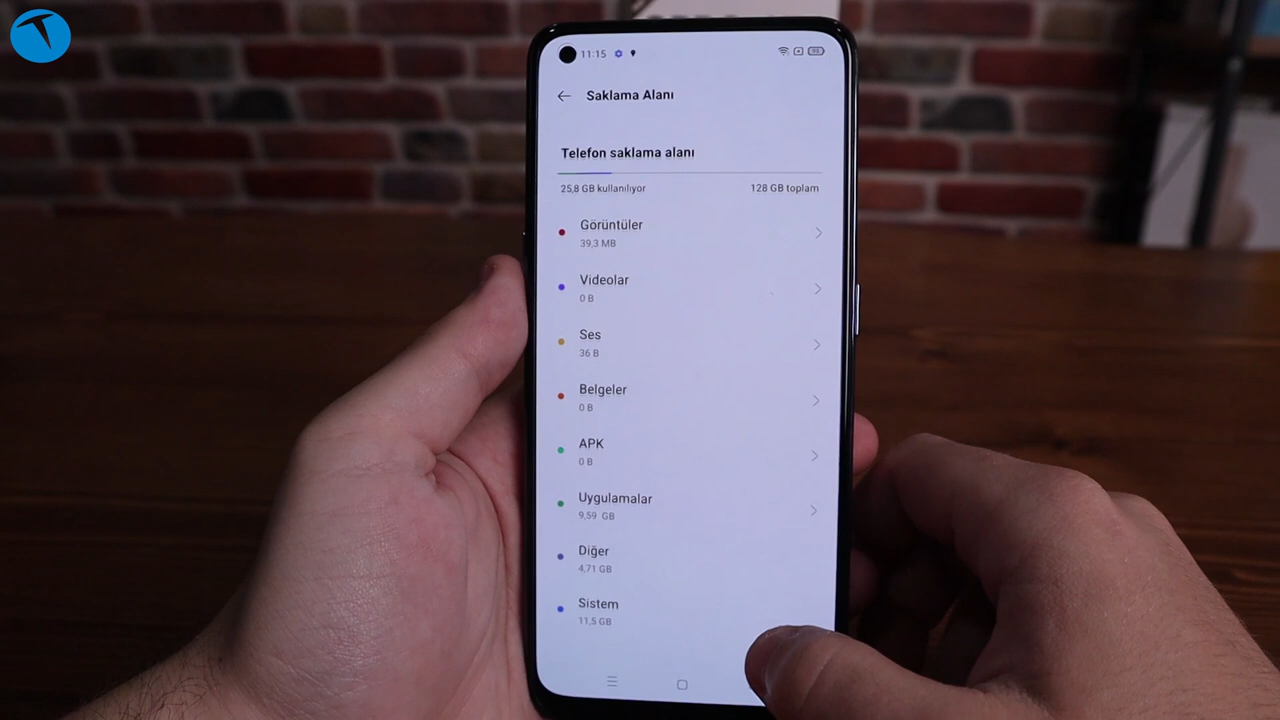 11:15
95
Saklama Alanı
Telefon saklama alanı
25,8 GB kullanılıyor
128 GB toplam
Görüntüler
39,3 MB
Videolar
0 B
Ses
36 B
Belgeler
0 B
APK
0 B
Uygulamalar
9,59 GB
Diğer
4,71 GB
Sistem
11,5 GB